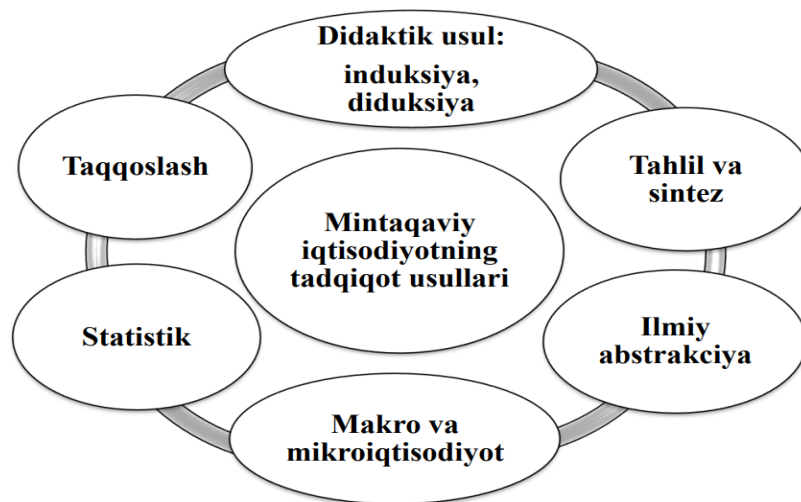 Didaktik usul:
induksiya,
diduksiya
Taqqoslash
Tahlil va
sintez
Mintaqaviy
iqtisodiyotning
tadqiqot usullari
Statistik
Ilmiy
abstrakciya
Makro va
mikroiqtisodiyot